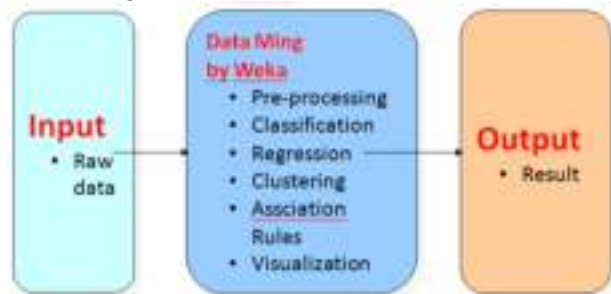 Input
• Raw
data
Data Ming
by Weka
• Pre-processing
• Classification
• Regression
• Clustering
• Assciation
Rules
• Visualization
Output
• Result